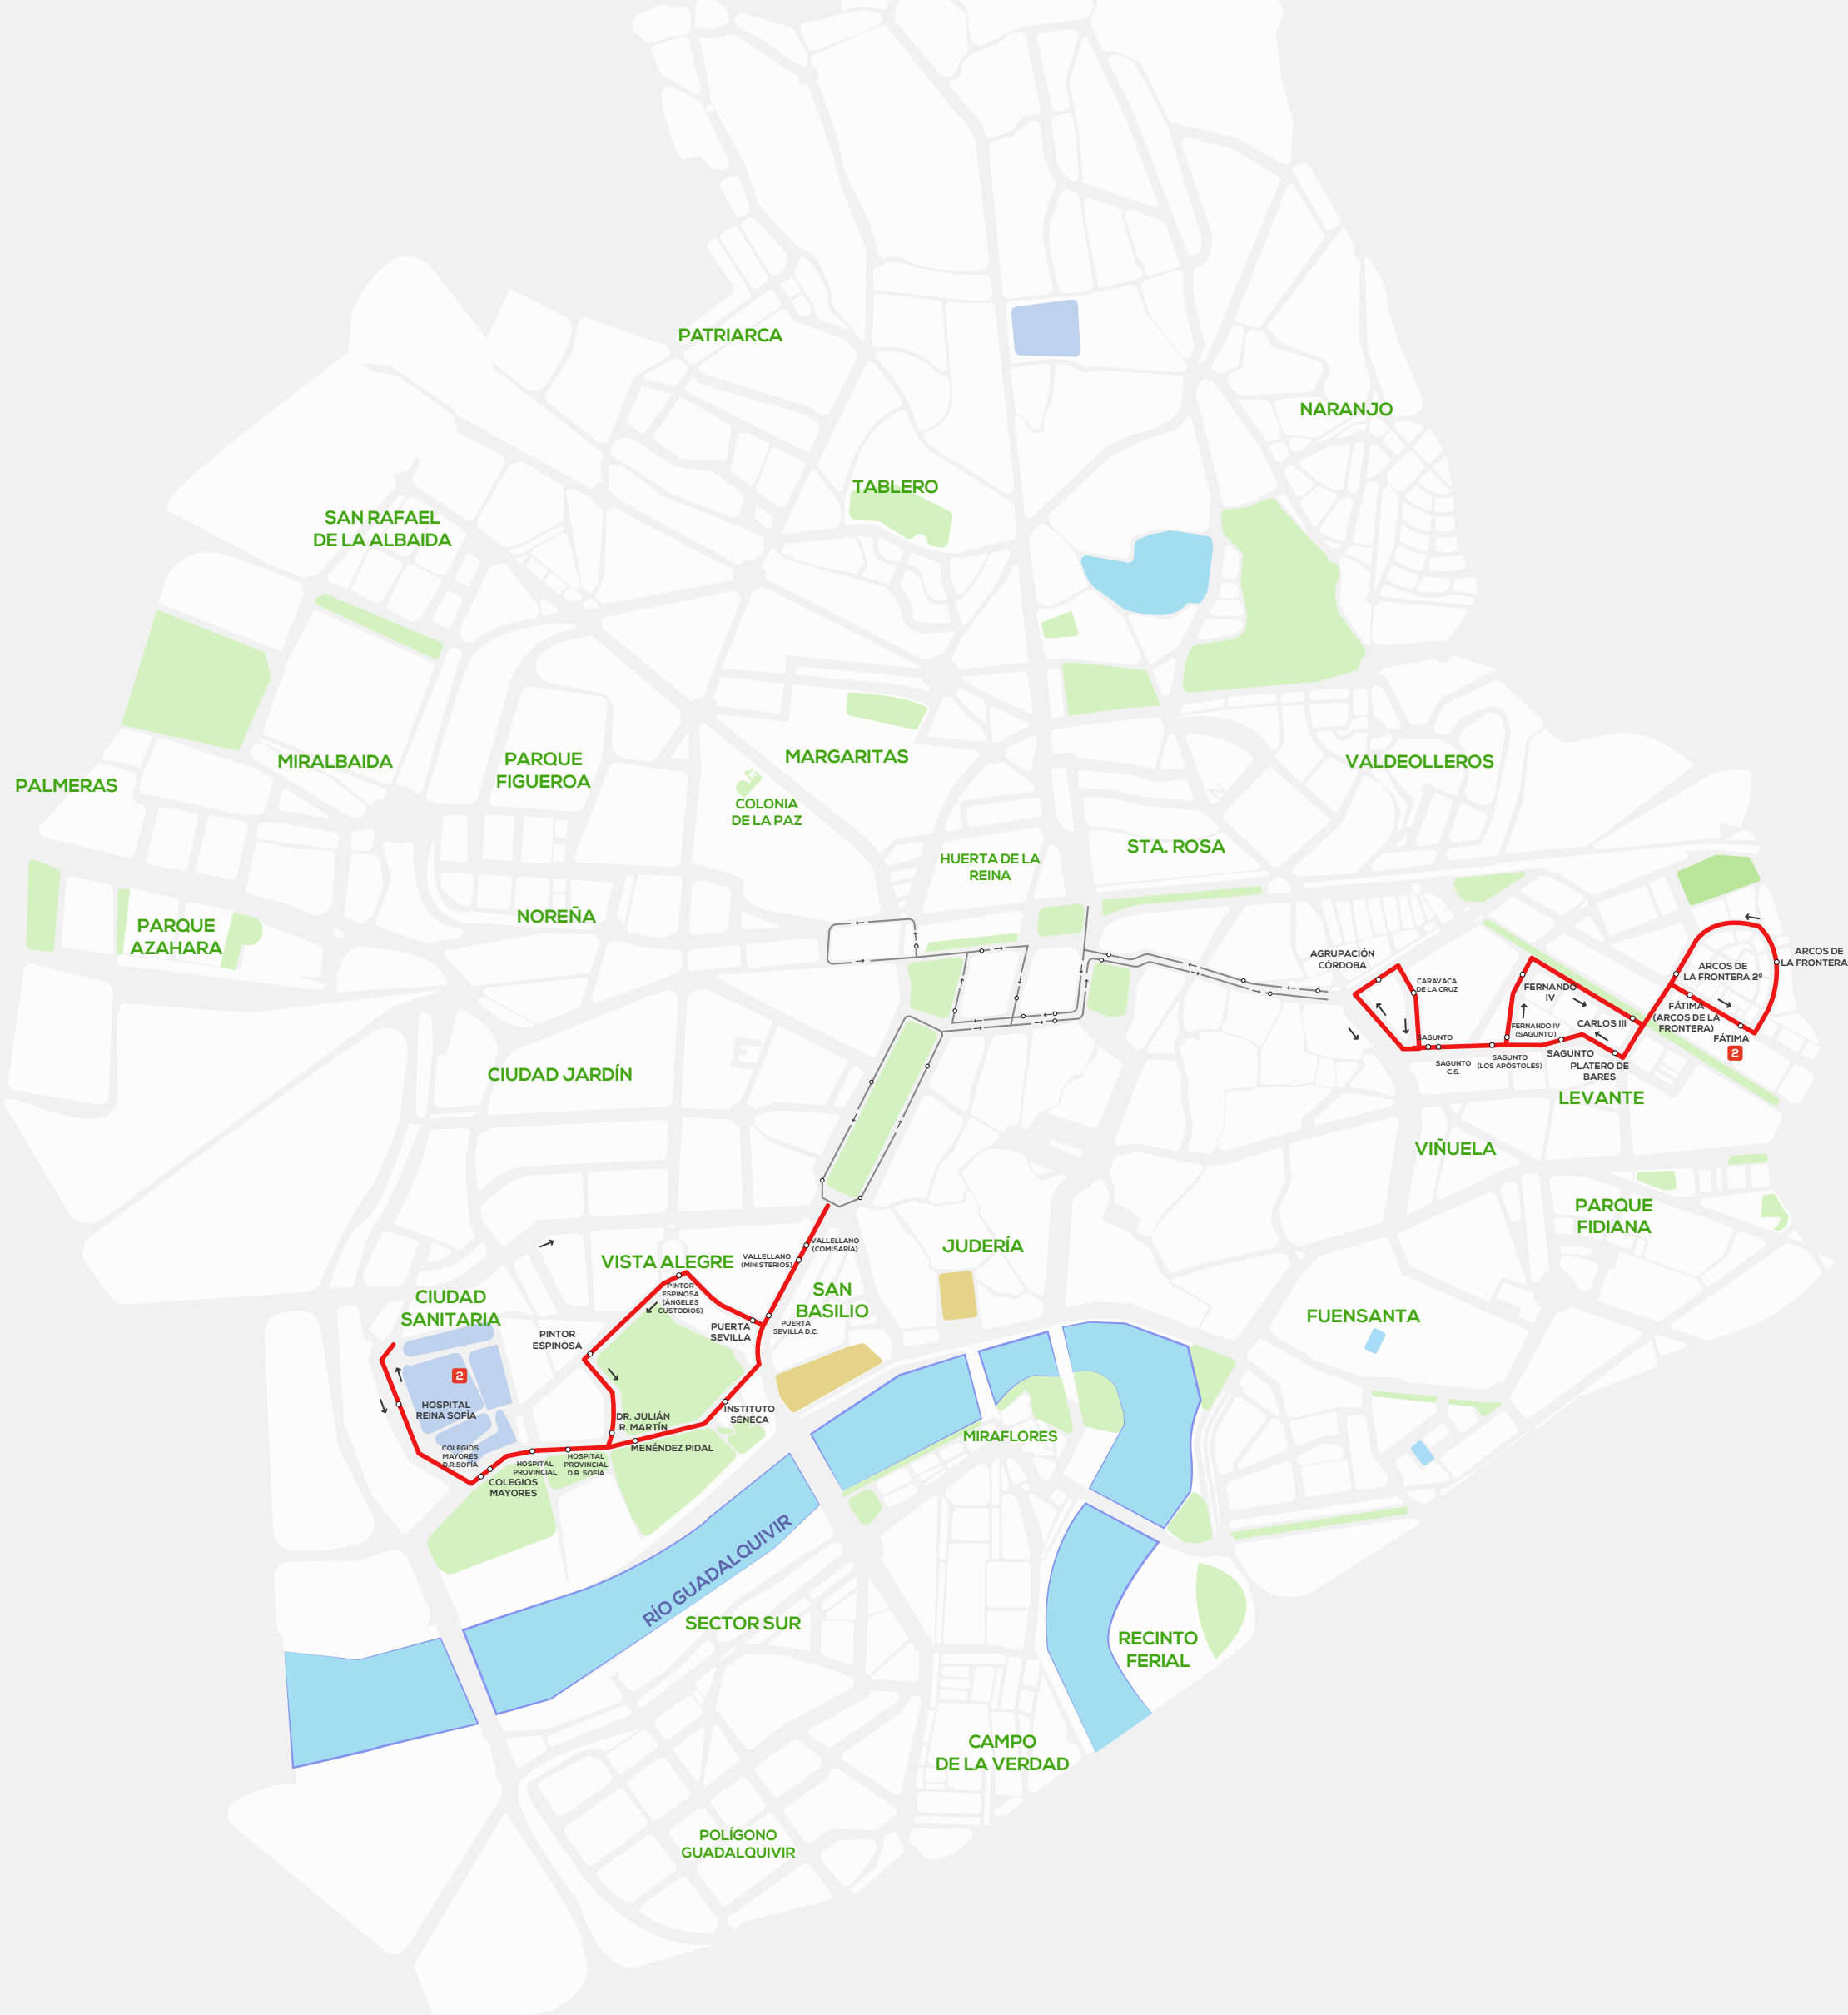 PATRIARCA
NARANJO
TABLERO
SAN RAFAEL
DE LA ALBAIDA
MARGARITAS
MIRALBAIDA
PARQUE
FIGUEROA
VALDEOLLEROS
PALMERAS
COLONIA
DE LA PAZ
STA. ROSA
HUERTA DE LA
REINA
NOREÑA
PARQUE
AZAHARA
AGRUPACIÓN
CÓRDOBA
CARAVACA
DE LA CRUZ
FERNANDO
IV
ARCOS DE
LA FRONTERA 2ª
ARCOS DE
LA FRONTERA
FÁTIMA
(ARCOS DE LA
FRONTERA)
CARLOS III
FERNANDO IV
(SAGUNTO)
SAGUNTO
FÁTIMA
2
SAGUNTO
C.S.
SAGUNTO
(LOS APÓSTOLES)
SAGUNTO
PLATERO DE
BARES
LEVANTE
CIUDAD JARDÍN
VIÑUELA
PARQUE
FIDIANA
VALLELLANO
(COMISARÍA)
JUDERÍA
VISTA ALEGRE
VALLELLANO
(MINISTERIOS)
SAN
BASILIO
CIUDAD
SANITARIA
PINTOR
ESPINOSA
(ÁNGELES
CUSTODIOS)
FUENSANTA
PUERTA
SEVILLA
PUERTA
SEVILLA D.C.
PINTOR
ESPINOSA
2
HOSPITAL
REINA SOFÍA
INSTITUTO
SÉNECA
DR. JULIÁN
R. MARTÍN
MENÉNDEZ PIDAL
MIRAFLORES
COLEGIOS
MAYORES
D.R.SOFÍA
HOSPITAL
PROVINCIAL
HOSPITAL
PROVINCIAL
D.R. SOFÍA
COLEGIOS
MAYORES
RÍO GUADALQUIVIR
SECTOR SUR
RECINTO
FERIAL
CAMPO
DE LA VERDAD
POLÍGONO
GUADALQUIVIR